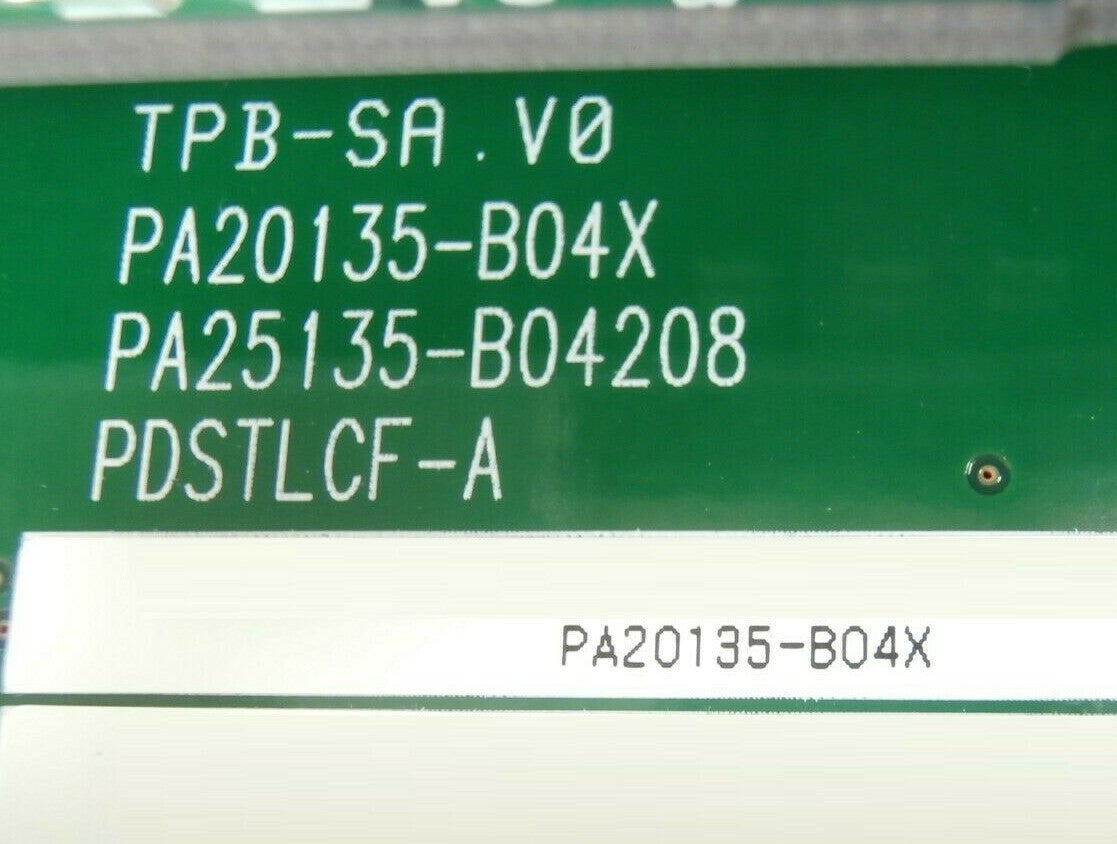 TPB-SA.V0
PA20135-B04X
PA25135-B04208
PDSTLCF-A
PA20135-B04X